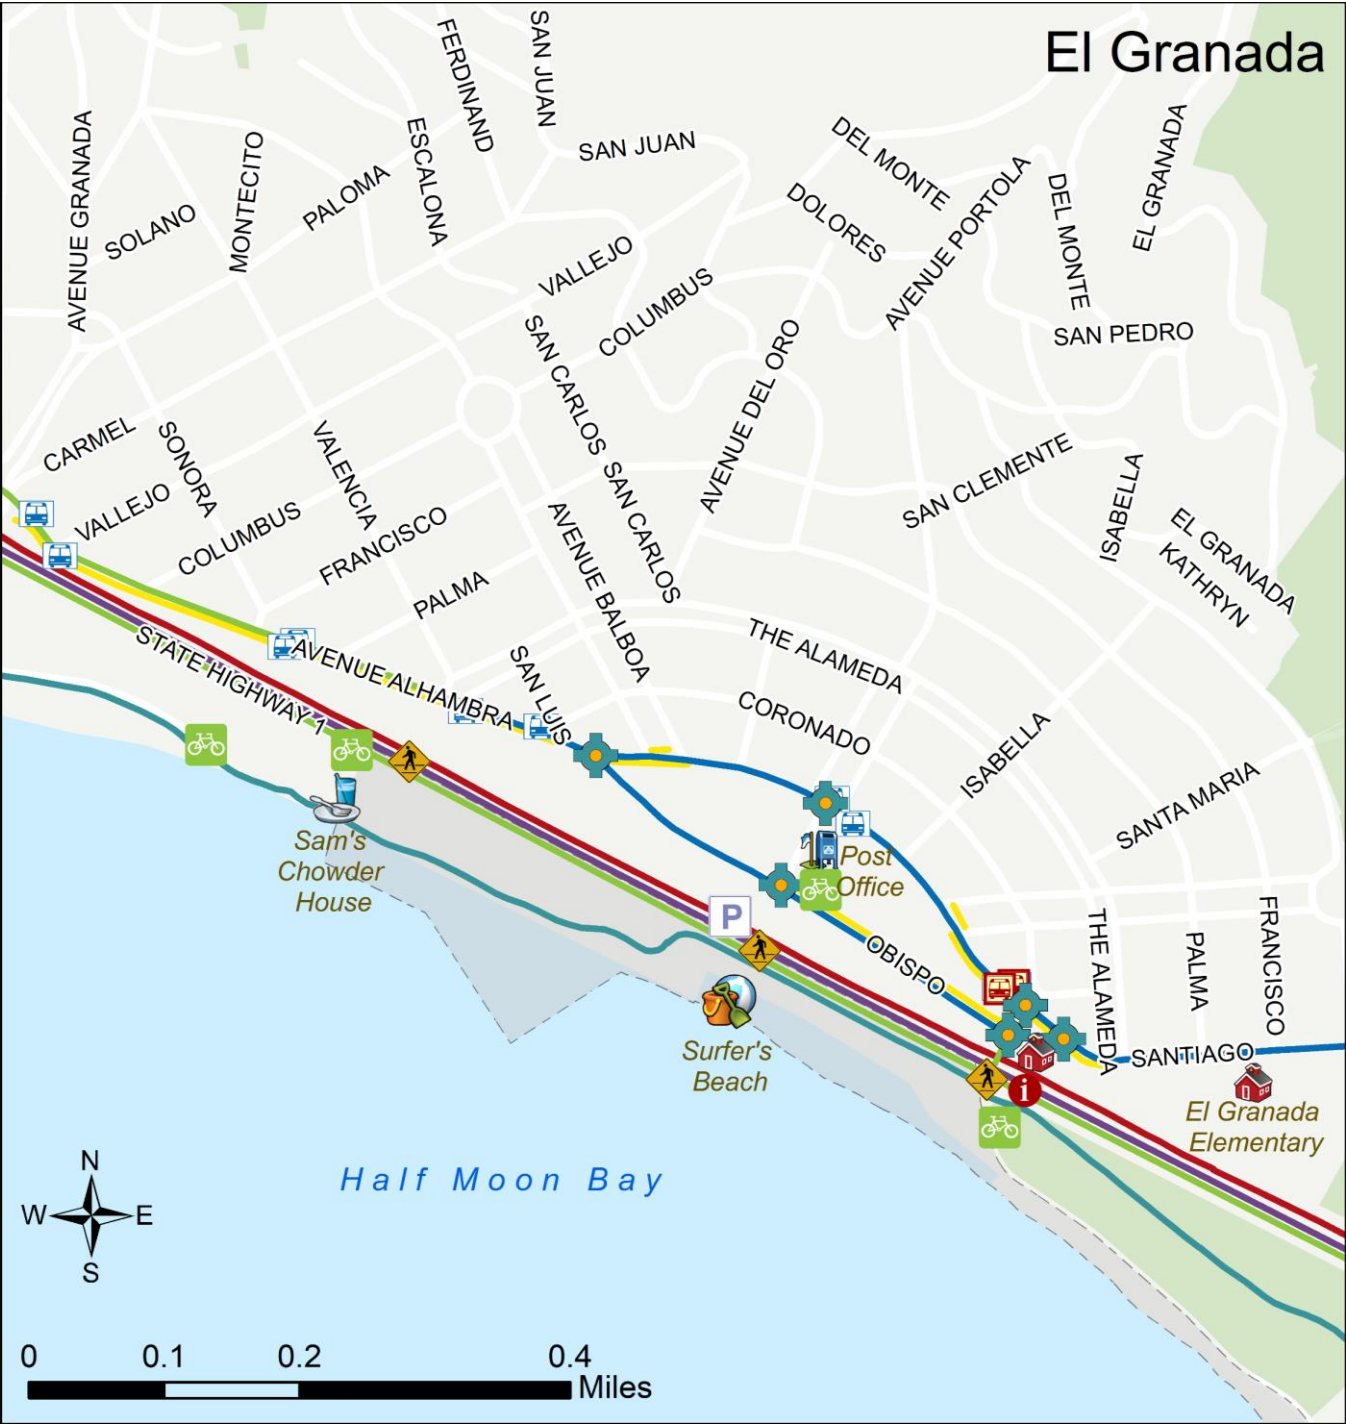 El Granada
SAN JUAN
FERDINAND
SAN JUAN
DEL MONTE
EL GRANADA
AVENUE GRANADA
ESCALONA
MONTECITO
PALOMA
SOLANO
DOLORES
AVENUE PORTOLA
DEL MONTE
VALLEJO
COLUMBUS
SAN PEDRO
SAN CARLOS
AVENUE DEL ORO
CARMEL
SONORA
VALENCIA
SAN CARLOS
SAN CLEMENTE
ISABELLA
VALLEJO
COLUMBUS
FRANCISCO
AVENUE BALBOA
EL GRANADA
KATHRYN
PALMA
THE ALAMEDA
STATE HIGHWAY 1
AVENUE ALHAMBRA
SAN LUIS
CORONADO
ISABELLA
SANTA MARIA
Sam's
Chowder
House
Post
Office
P
OBISPO
THE ALAMEDA
PALMA
FRANCISCO
Surfer's
Beach
SANTIAGO
i
El Granada
Elementary
Half Moon Bay
N
W E
S
0 0.1 0.2 0.4
Miles